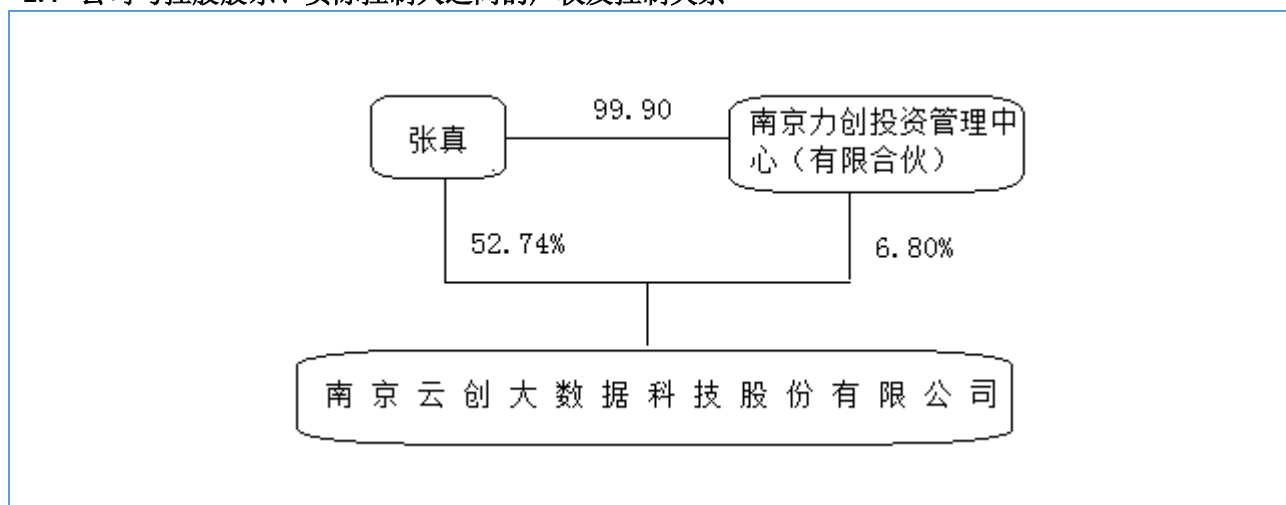 99.90
张真
南京力创投资管理中
心（有限合伙）
52.74%
6.80%
南京云创大数据科技股份有限公司